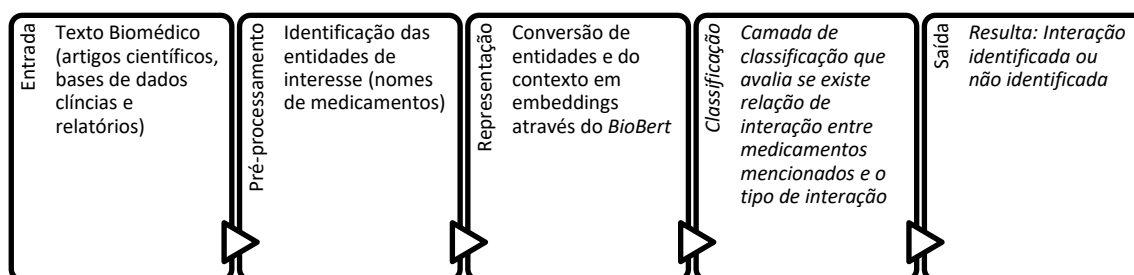 Entrada
Texto Biomédico
(artigos científicos,
bases de dados
clíncias e
relatórios)
Pré-processamento
Identificação das
entidades de
interesse (nomes
de medicamentos)
Representação
Conversão de
entidades e do
contexto em
embeddings
através do BioBert
Classificação
Camada de
classificação que
avalia se existe
relação de
interação entre
medicamentos
mencionados e o
tipo de interação
Saída
Resulta: Interação
identificada ou
não identificada